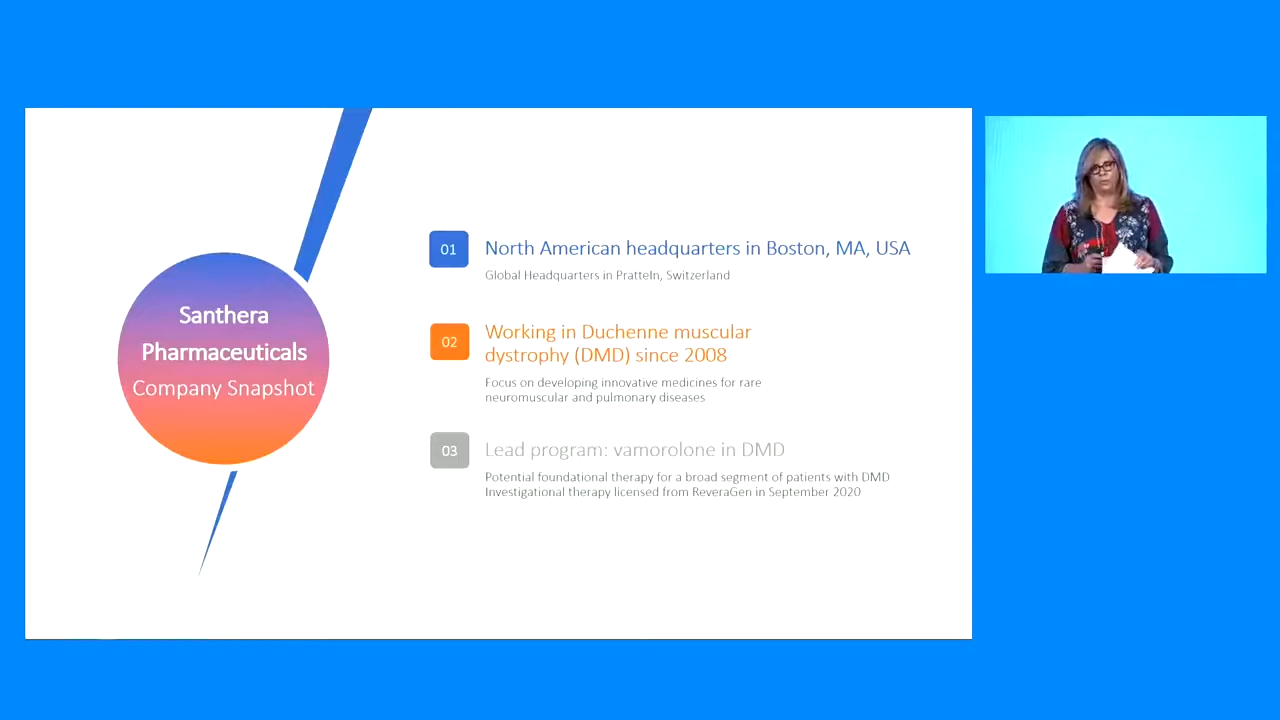 Santhera
Pharmaceuticals
Company Snapshot
01
North American headquarters in Boston, MA, USA
Global Headquarters in Pratteln, Switzerland
02
Working in Duchenne muscular
dystrophy (DMD) since 2008
Focus on developing innovative medicines for rare
neuromuscular and pulmonary diseases
03
Lead program: vamorolone in DMD
Potential foundational therapy for a broad segment of patients with DMD
Investigational therapy licensed from ReveraGen in September 2020